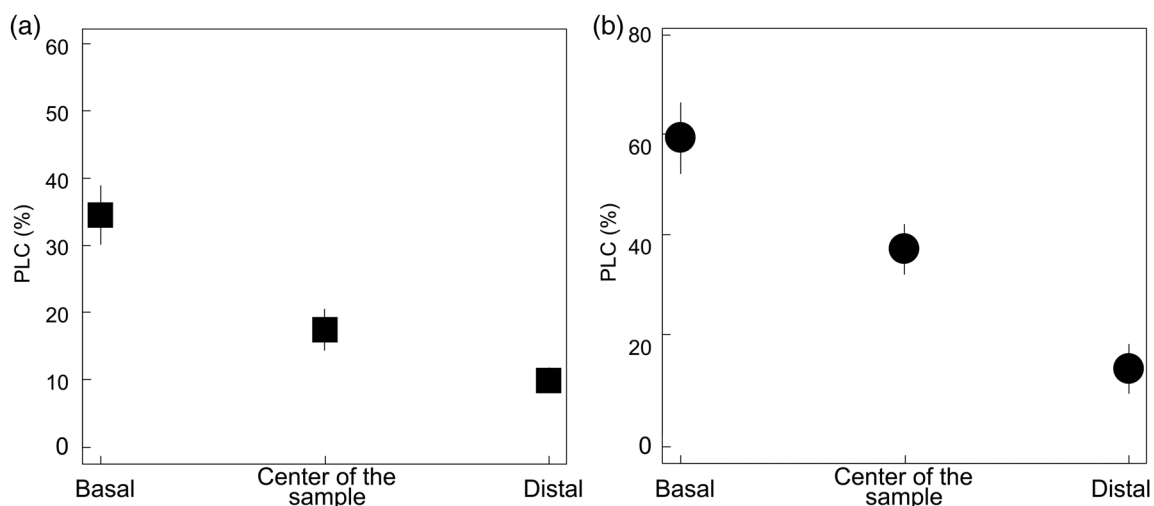 (a)
60
50
40
30
20
10
0
PLC (%)
Basal
Center of the
sample
Distal
(b)
80
60
40
20
0
PLC (%)
Basal
Center of the
sample
Distal